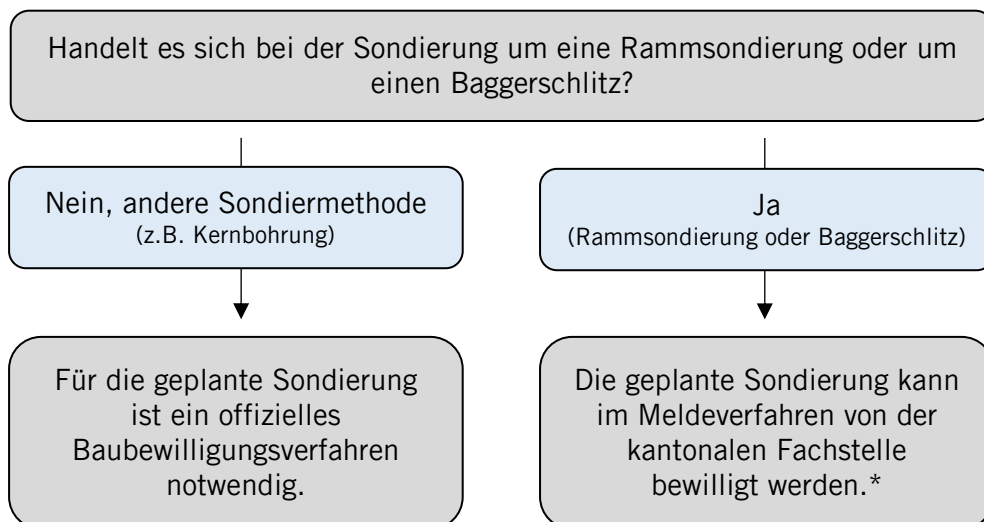 Handelt es sich bei der Sondierung um eine Rammsondierung oder um
einen Baggerschlitz?
Nein, andere Sondiermethode
(z.B. Kernbohrung)
Ja
(Rammsondierung oder Baggerschlitz)
Für die geplante Sondierung
ist ein offizielles
Baubewilligungsverfahren
notwendig.
Die geplante Sondierung kann
im Meldeverfahren von der
kantonalen Fachstelle
bewilligt werden.*